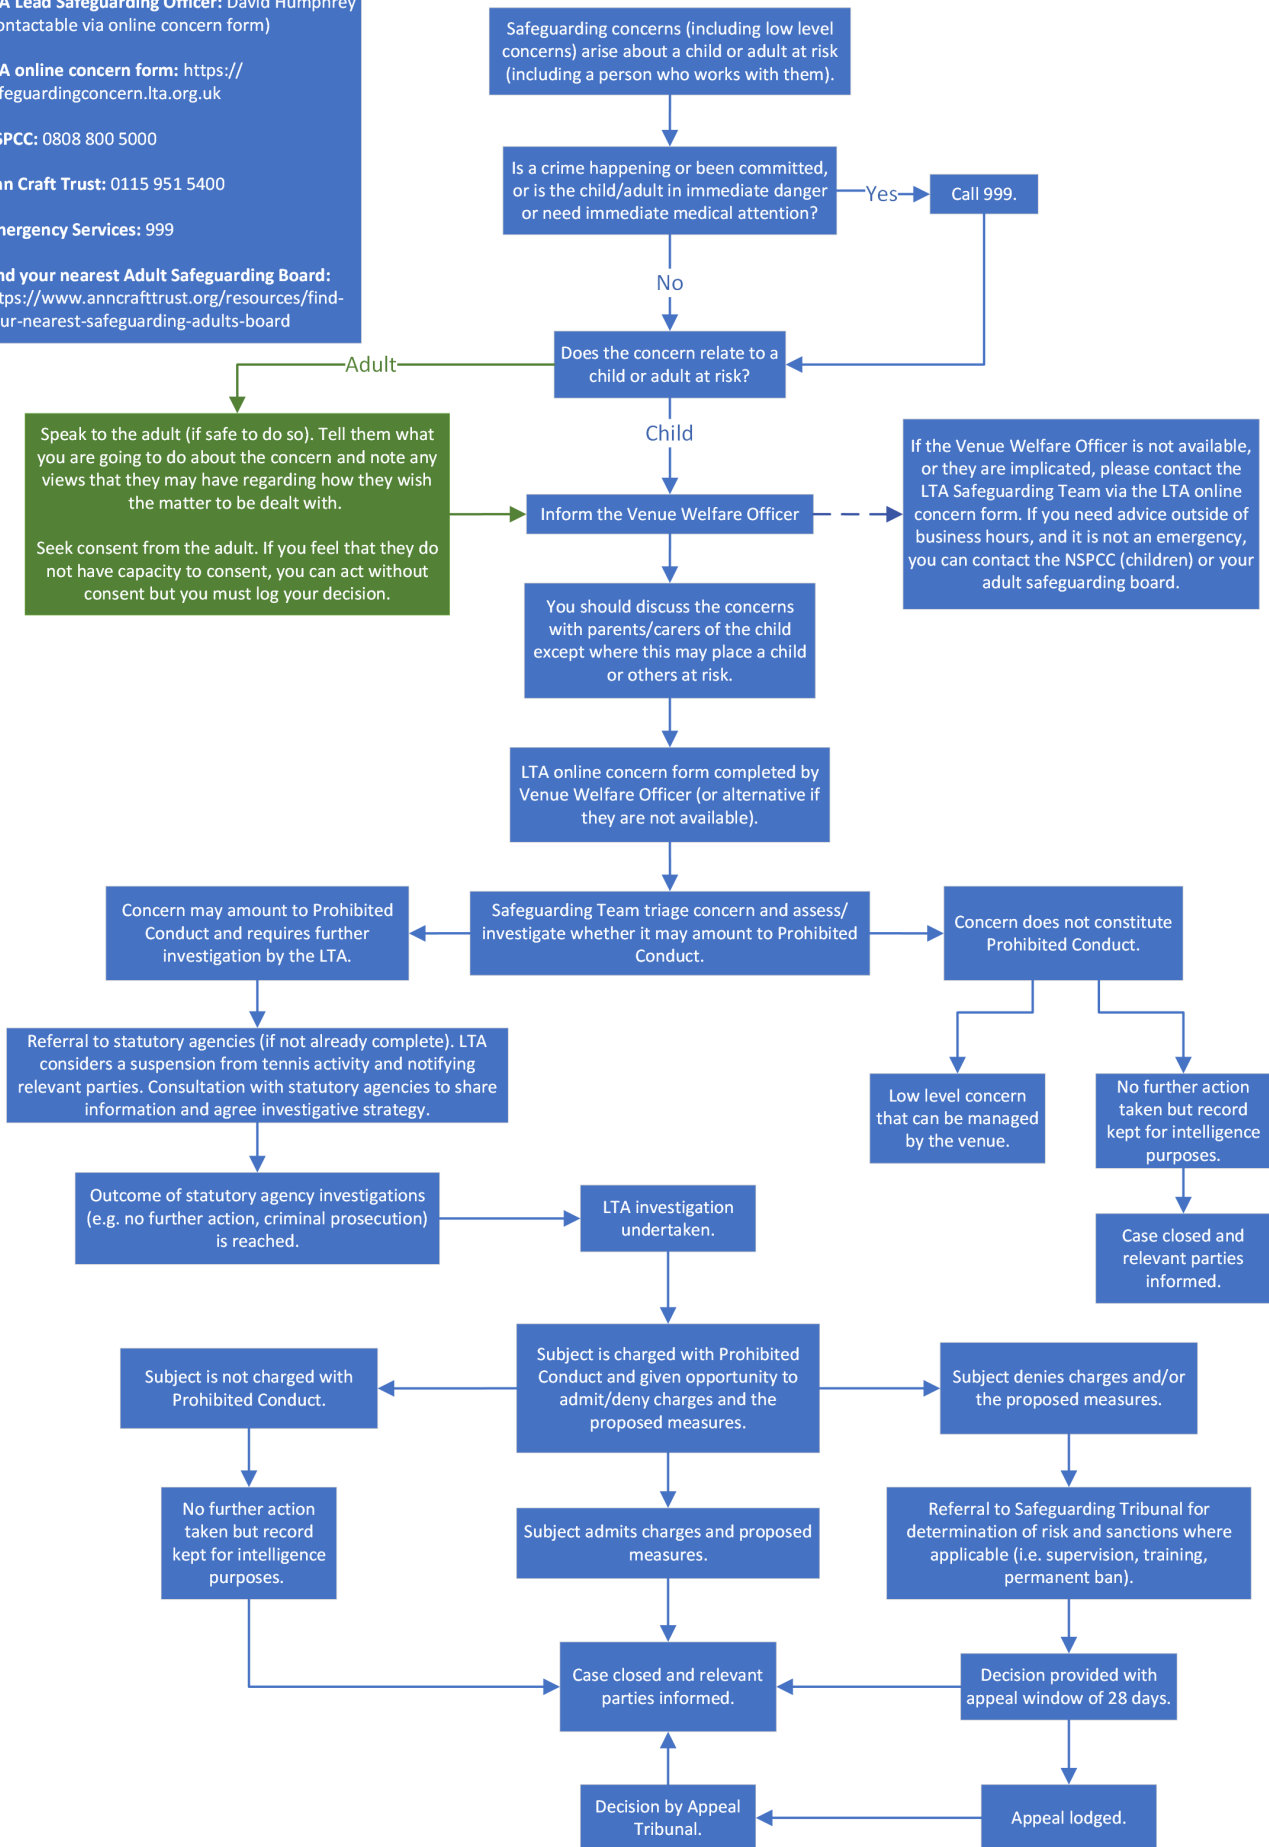 A Lead Safeguarding Officer: David Humphrey
ontactable via online concern form)
A online concern form: https://
feguardingconcern.lta.org.uk
SPCC: 0808 800 5000
n Craft Trust: 0115 951 5400
mergency Services: 999
nd your nearest Adult Safeguarding Board:
tps://www.anncrafttrust.org/resources/find-
ur-nearest-safeguarding-adults-board
Safeguarding concerns (including low level
concerns) arise about a child or adult at risk
(including a person who works with them).
Is a crime happening or been committed,
or is the child/adult in immediate danger
or need immediate medical attention?
Yes
Call 999.
No
Does the concern relate to a
child or adult at risk?
Adult
Child
Speak to the adult (if safe to do so). Tell them what
you are going to do about the concern and note any
views that they may have regarding how they wish
the matter to be dealt with.
Seek consent from the adult. If you feel that they do
not have capacity to consent, you can act without
consent but you must log your decision.
Inform the Venue Welfare Officer
If the Venue Welfare Officer is not available,
or they are implicated, please contact the
LTA Safeguarding Team via the LTA online
concern form. If you need advice outside of
business hours, and it is not an emergency,
you can contact the NSPCC (children) or your
adult safeguarding board.
You should discuss the concerns
with parents/carers of the child
except where this may place a child
or others at risk.
LTA online concern form completed by
Venue Welfare Officer (or alternative if
they are not available).
Concern may amount to Prohibited
Conduct and requires further
investigation by the LTA.
Safeguarding Team triage concern and assess/
investigate whether it may amount to Prohibited
Conduct.
Concern does not constitute
Prohibited Conduct.
Referral to statutory agencies (if not already complete). LTA
considers a suspension from tennis activity and notifying
relevant parties. Consultation with statutory agencies to share
information and agree investigative strategy.
Low level concern
that can be managed
by the venue.
No further action
taken but record
kept for intelligence
purposes.
Outcome of statutory agency investigations
(e.g. no further action, criminal prosecution)
is reached.
LTA investigation
undertaken.
Case closed and
relevant parties
informed.
Subject is not charged with
Prohibited Conduct.
Subject is charged with Prohibited
Conduct and given opportunity to
admit/deny charges and the
proposed measures.
Subject denies charges and/or
the proposed measures.
No further action
taken but record
kept for intelligence
purposes.
Subject admits charges and proposed
measures.
Referral to Safeguarding Tribunal for
determination of risk and sanctions where
applicable (i.e. supervision, training,
permanent ban).
Case closed and relevant
parties informed.
Decision provided with
appeal window of 28 days.
Decision by Appeal
Tribunal.
Appeal lodged.